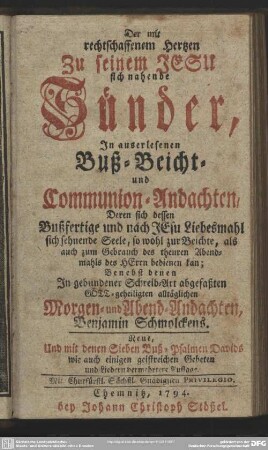 Der mit
rechtschaffenem Hertzen
Zu seinem JESU
sich nahende
Sünder,
In auserlesenen
Buß-Beicht-
und
Communion-Andachten,
Deren sich dessen
Bußfertige und nach JEsu Liebesmahl
sich sehnende Seele, so wohl zur Beichte, als
auch zum Gebrauch des theuren Abend-
mahls des HErrn bedienen kan;
Benebst denen
In gebundener Schreib-Art abgefaßten
GOtt-geheiligten alltäglichen
Morgen- und Abend-Andachten,
Benjamin Schmolckens.
Neue,
Und mit denen Sieben Buß-Psalmen Davids
wie auch einigen geistreichen Gebeten
und Liedern vermehrtere Auflage.
Mit Churfürstl. Sächsl. Gnädigstem PRIVILEGIO,
Chemnitz, 1794.
bey Johann Christoph Stößel.